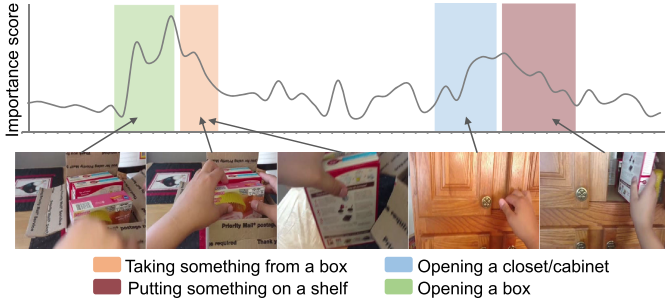 Importance score
Priority Mail
postage
required
Thank
Taking something from a box
Opening a closet/cabinet
Putting something on a shelf
Opening a box